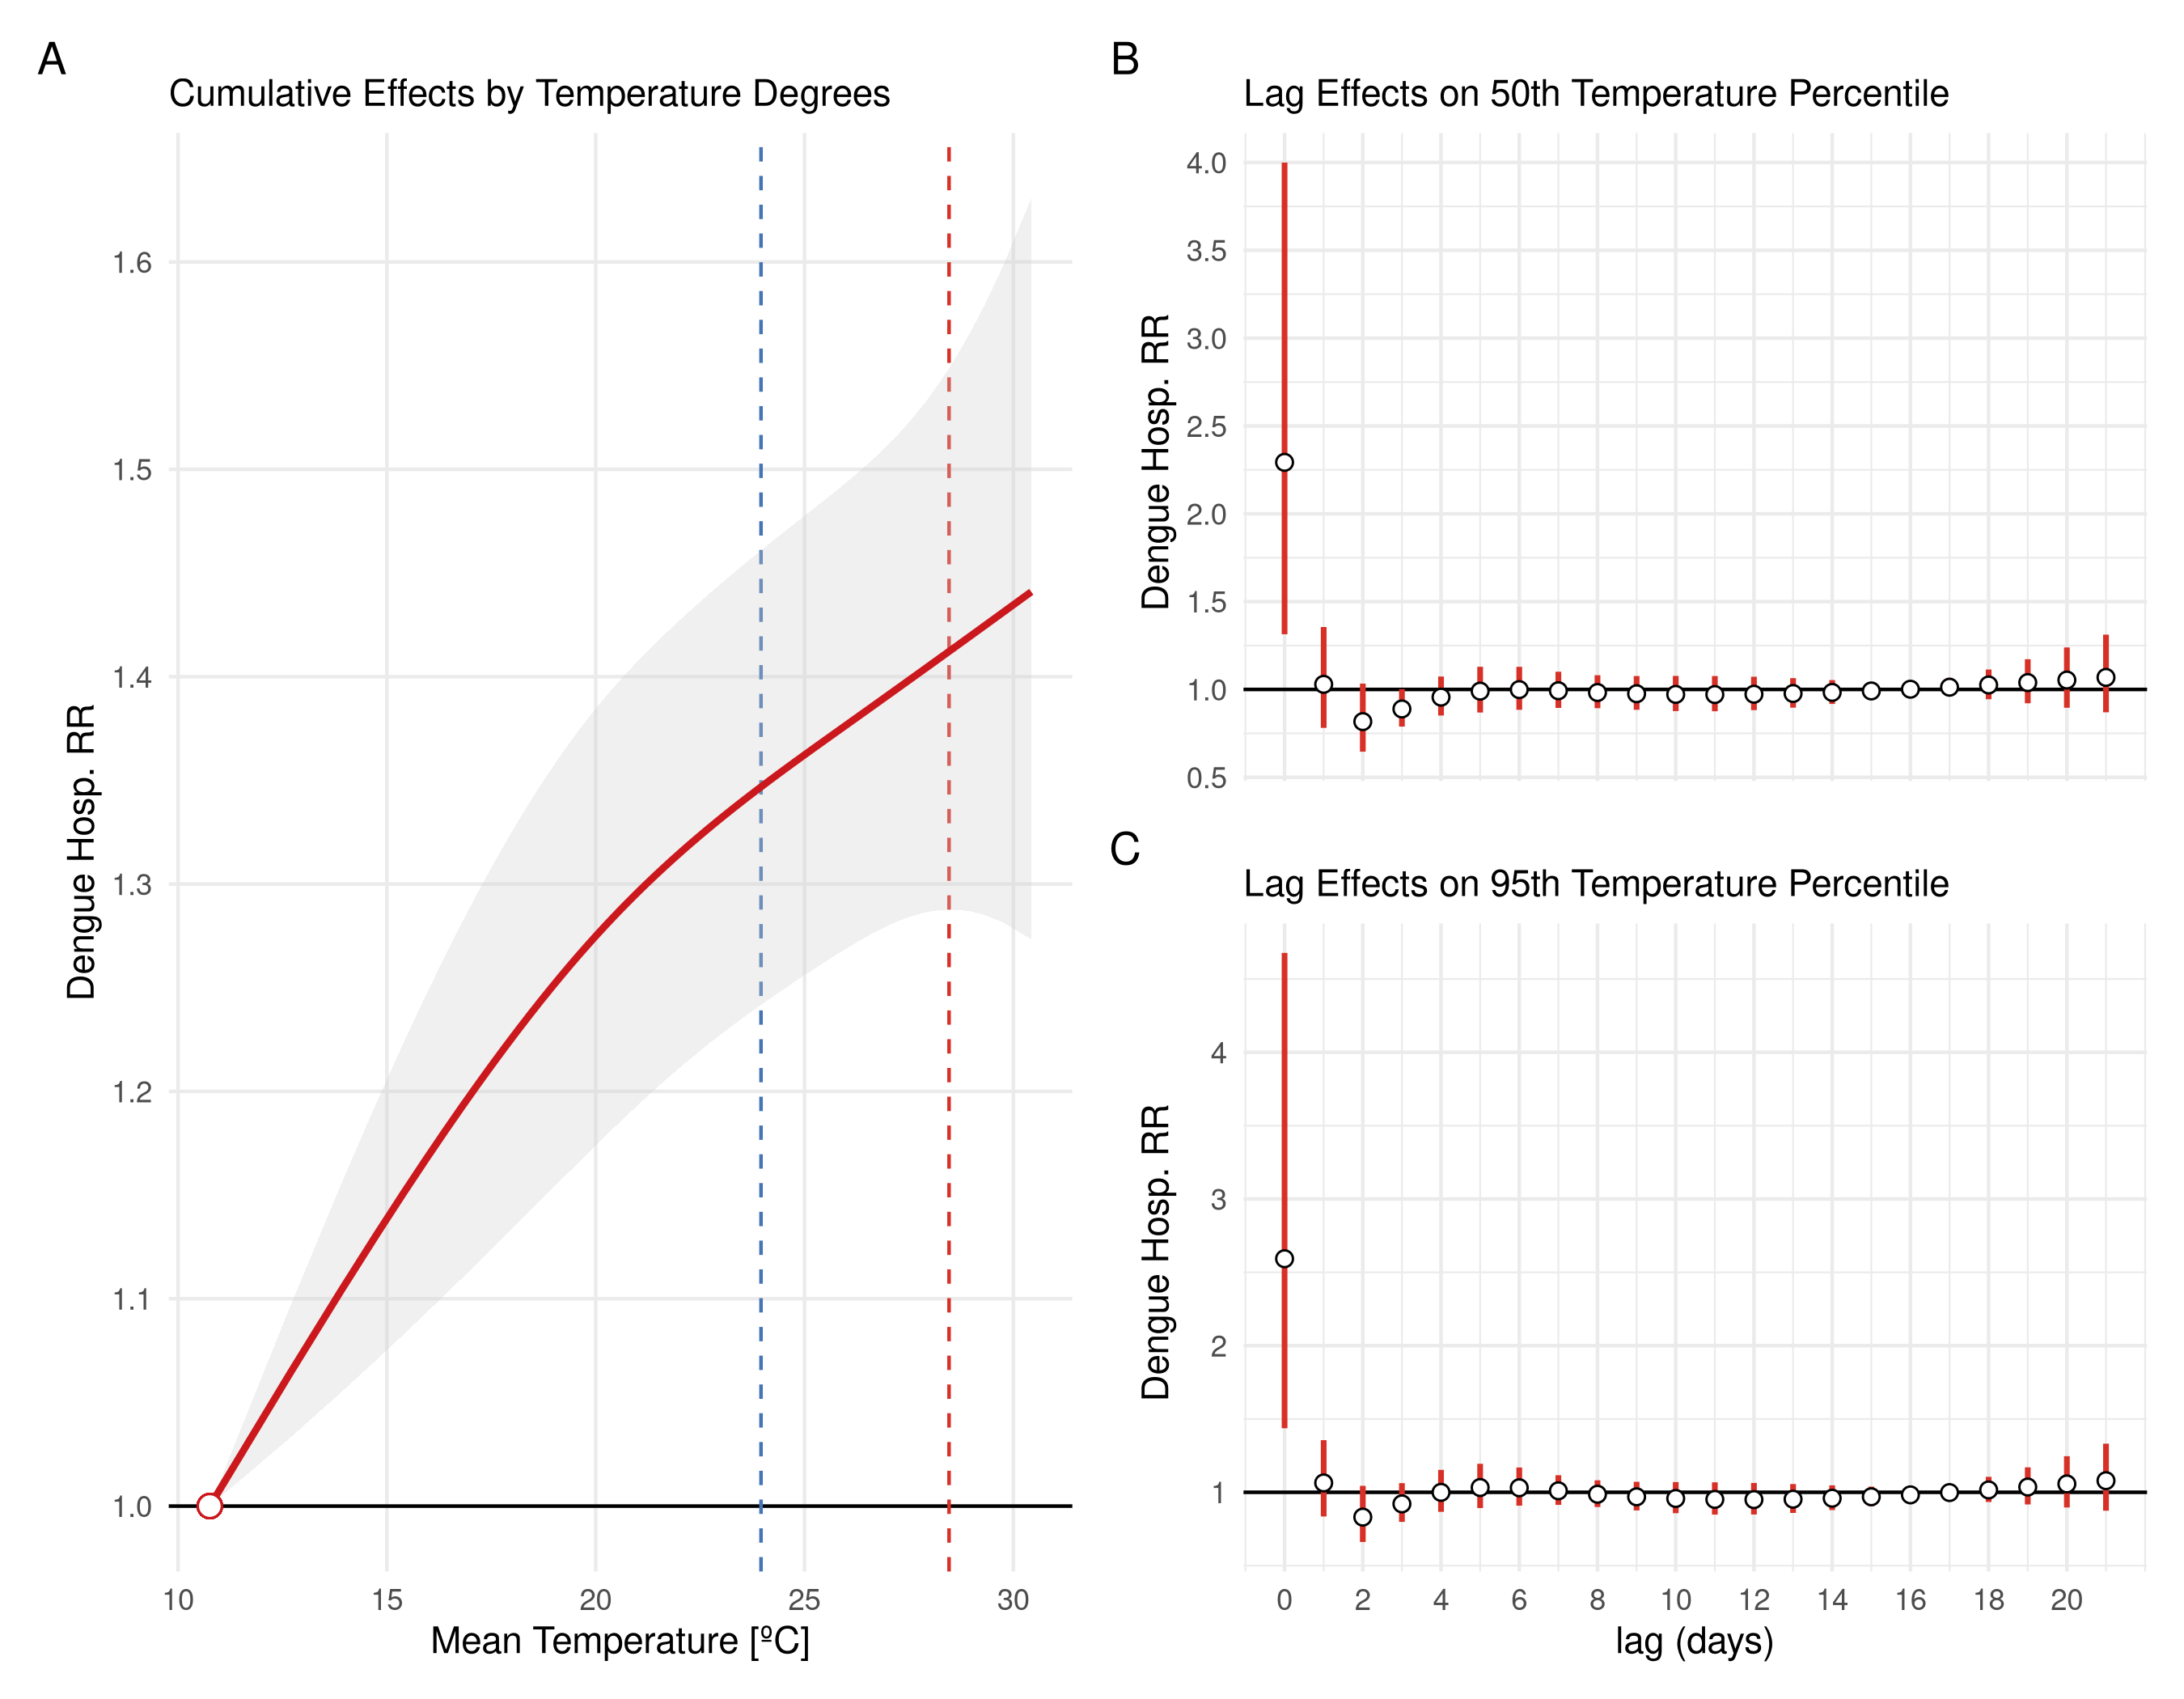 A
Cumulative Effects by Temperature Degrees
Dengue Hosp. RR
1.6
1.5
1.4
1.3
1.2
1.1
1.0
10 15 20 25 30
Mean Temperature [ºC]
B
Lag Effects on 50th Temperature Percentile
Dengue Hosp. RR
4.0
3.5
3.0
2.5
2.0
1.5
1.0
0.5
C
Lag Effects on 95th Temperature Percentile
Dengue Hosp. RR
4
3
2
1
0 2 4 6 8 10 12 14 16 18 20
lag (days)